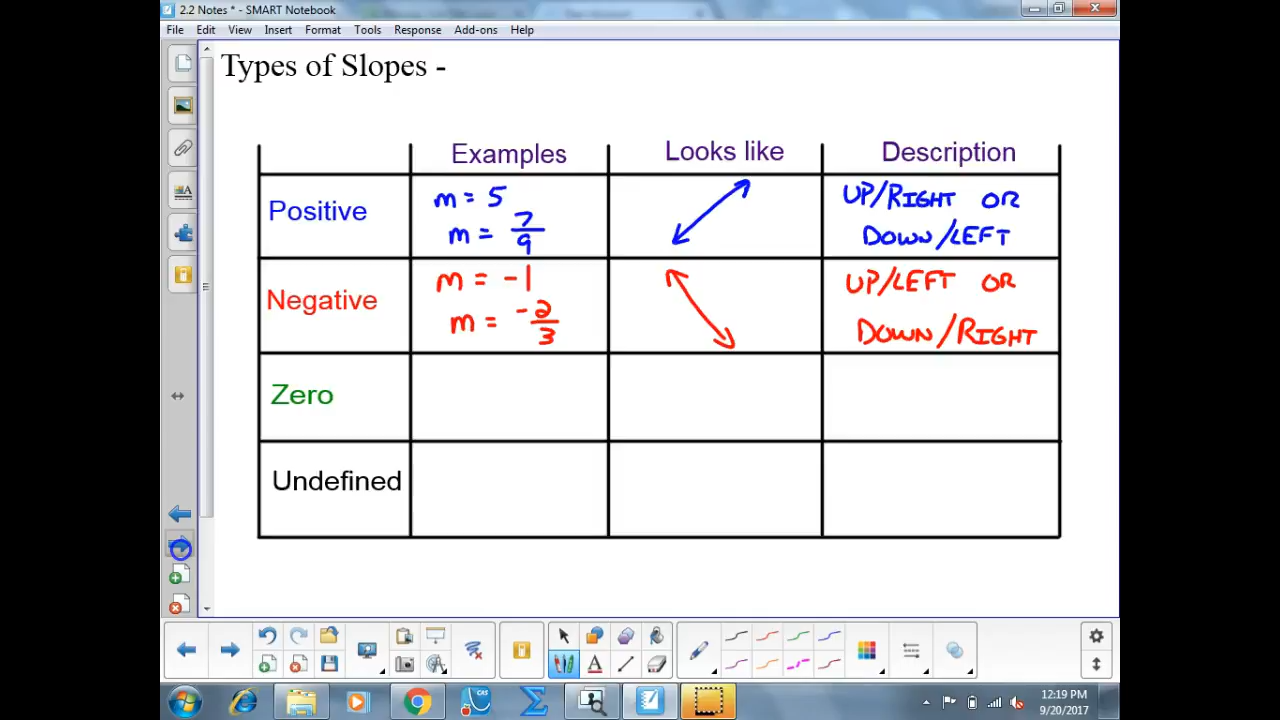 2.2 Notes * - SMART Notebook
File Edit View Insert Format Tools Response Add-ons Help
Types of Slopes -
Examples Looks like Description
Positive
m = 5
m = 7/9
UP/RIGHT OR
DOWN/LEFT
Negative
m = -1
m = -2/3
UP/LEFT OR
DOWN/RIGHT
Zero
Undefined
12:19 PM
9/20/2017